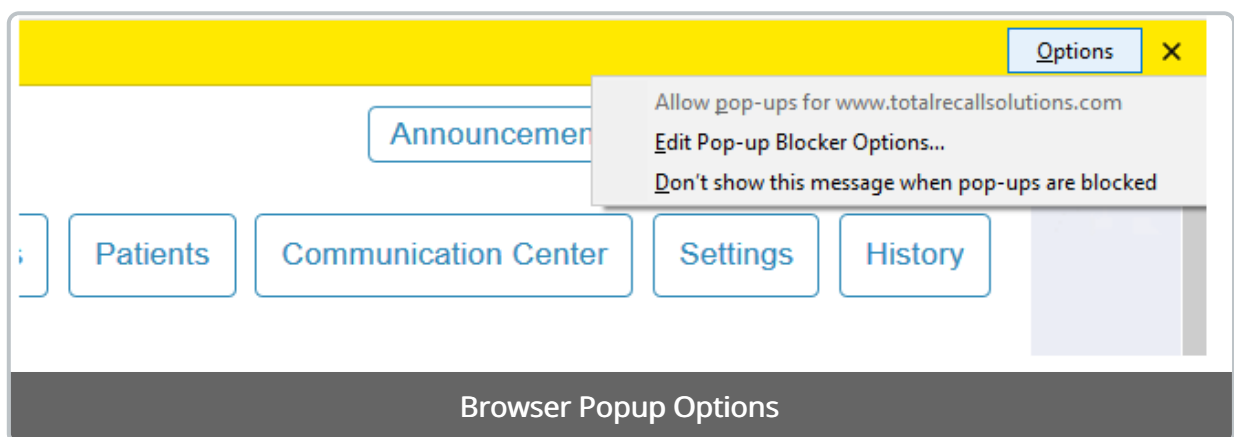 Options
Allow pop-ups for www.totalrecallsolutions.com
Edit Pop-up Blocker Options...
Don't show this message when pop-ups are blocked
Patients
Communication Center
Settings
History
Browser Popup Options